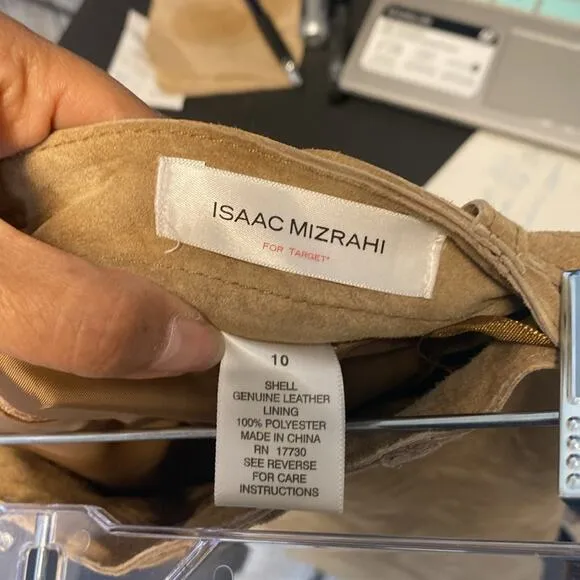 ISAAC MIZRAHI
FOR TARGET*
10
SHELL
GENUINE LEATHER
LINING
100% POLYESTER
MADE IN CHINA
RN 17730
SEE REVERSE
FOR CARE
INSTRUCTIONS